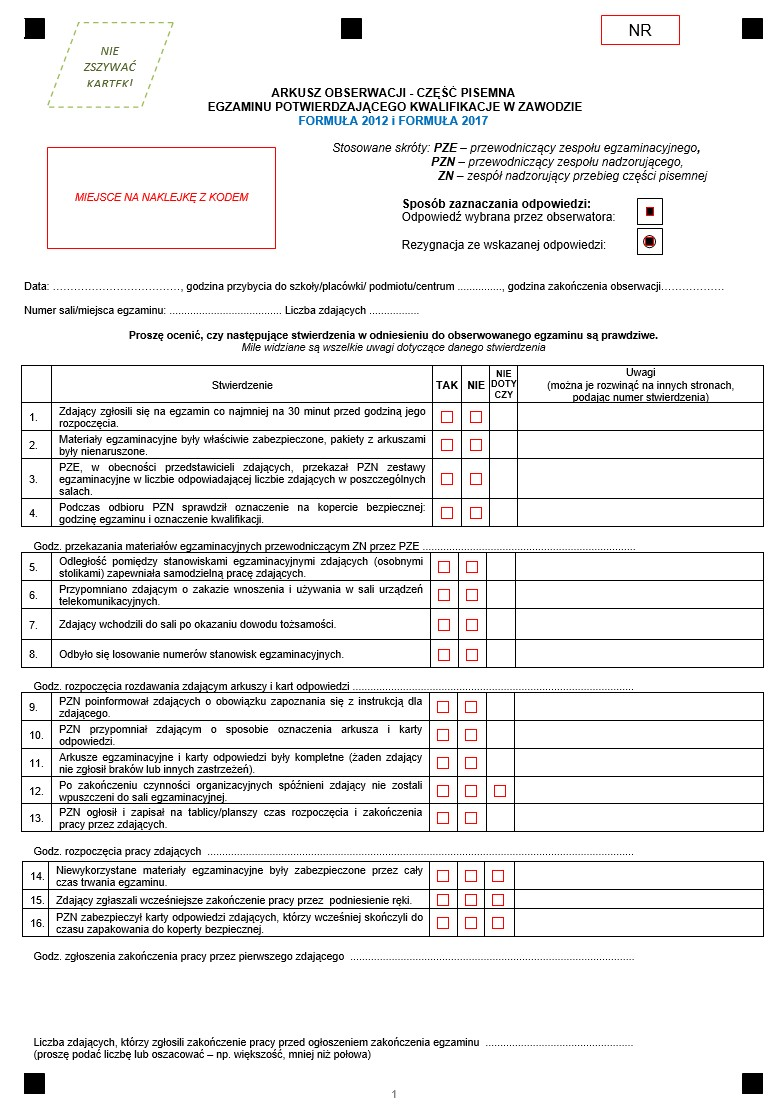 NIE
ZSZYWAĆ
KARTEK!
NR
ARKUSZ OBSERWACJI - CZĘŚĆ PISEMNA
EGZAMINU POTWIERDZAJĄCEGO KWALIFIKACJE W ZAWODZIE
FORMUŁA 2012 i FORMUŁA 2017
Stosowane skróty: PZE – przewodniczący zespołu egzaminacyjnego,
PZN – przewodniczący zespołu nadzorującego,
ZN – zespół nadzorujący przebieg części pisemnej
MIEJSCE NA NAKLEJKĘ Z KODEM
Sposób zaznaczania odpowiedzi:
Odpowiedź wybrana przez obserwatora:
Rezygnacja ze wskazanej odpowiedzi:
Data: ………………………………, godzina przybycia do szkoły/placówki/ podmiotu/centrum ..............., godzina zakończenia obserwacji………………
Numer sali/miejsca egzaminu: ...................................... Liczba zdających .................
Proszę ocenić, czy następujące stwierdzenia w odniesieniu do obserwowanego egzaminu są prawdziwe.
Mile widziane są wszelkie uwagi dotyczące danego stwierdzenia
Stwierdzenie TAK NIE NIE DOTY CZY Uwagi
(można je rozwinąć na innych stronach,
podając numer stwierdzenia)
1. Zdający zgłosili się na egzamin co najmniej na 30 minut przed godziną jego
rozpoczęcia.
2. Materiały egzaminacyjne były właściwie zabezpieczone, pakiety z arkuszami
były nienaruszone.
3. PZE, w obecności przedstawicieli zdających, przekazał PZN zestawy
egzaminacyjne w liczbie odpowiadającej liczbie zdających w poszczególnych
salach.
4. Podczas odbioru PZN sprawdził oznaczenie na kopercie bezpiecznej:
godzinę egzaminu i oznaczenie kwalifikacji.
Godz. przekazania materiałów egzaminacyjnych przewodniczącym ZN przez PZE ........................................................................
5. Odległość pomiędzy stanowiskami egzaminacyjnymi zdających (osobnymi
stolikami) zapewniała samodzielną pracę zdających.
6. Przypomniano zdającym o zakazie wnoszenia i używania w sali urządzeń
telekomunikacyjnych.
7. Zdający wchodzili do sali po okazaniu dowodu tożsamości.
8. Odbyło się losowanie numerów stanowisk egzaminacyjnych.
Godz. rozpoczęcia rozdawania zdającym arkuszy i kart odpowiedzi ...............................................................................................
9. PZN poinformował zdających o obowiązku zapoznania się z instrukcją dla
zdającego.
10. PZN przypomniał zdającym o sposobie oznaczenia arkusza i karty
odpowiedzi.
11. Arkusze egzaminacyjne i karty odpowiedzi były kompletne (żaden zdający
nie zgłosił braków lub innych zastrzeżeń).
12. Po zakończeniu czynności organizacyjnych spóźnieni zdający nie zostali
wpuszczeni do sali egzaminacyjnej.
13. PZN ogłosił i zapisał na tablicy/planszy czas rozpoczęcia i zakończenia
pracy przez zdających.
Godz. rozpoczęcia pracy zdających ................................................................................................................................................
14. Niewykorzystane materiały egzaminacyjne były zabezpieczone przez cały
czas trwania egzaminu.
15. Zdający zgłaszali wcześniejsze zakończenie pracy przez podniesienie ręki.
16. PZN zabezpieczył karty odpowiedzi zdających, którzy wcześniej skończyli do
czasu zapakowania do koperty bezpiecznej.
Godz. zgłoszenia zakończenia pracy przez pierwszego zdającego ................................................................................................
Liczba zdających, którzy zgłosili zakończenie pracy przed ogłoszeniem zakończenia egzaminu ..................................................
(proszę podać liczbę lub oszacować – np. większość, mniej niż połowa)
1